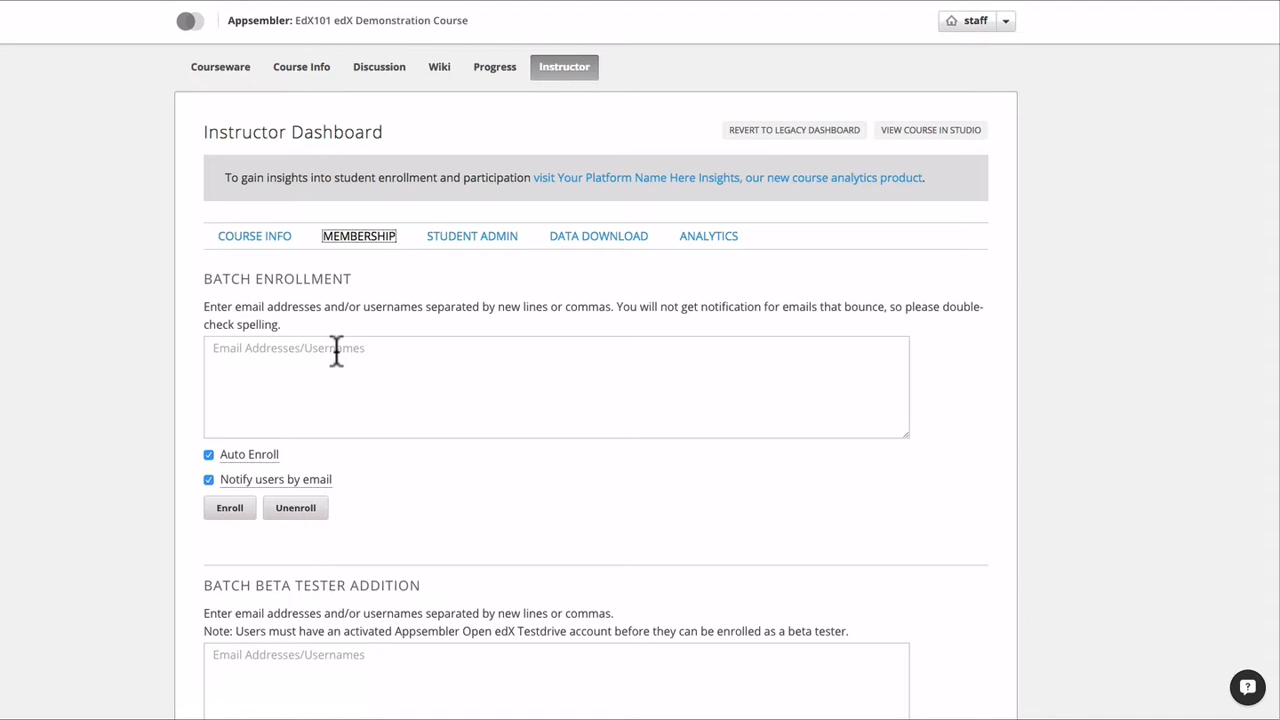 Appsembler: EdX101 edX Demonstration Course
staff
Courseware Course Info Discussion Wiki Progress Instructor
Instructor Dashboard
REVERT TO LEGACY DASHBOARD VIEW COURSE IN STUDIO
To gain insights into student enrollment and participation visit Your Platform Name Here Insights, our new course analytics product.
COURSE INFO MEMBERSHIP STUDENT ADMIN DATA DOWNLOAD ANALYTICS
BATCH ENROLLMENT
Enter email addresses and/or usernames separated by new lines or commas. You will not get notification for emails that bounce, so please double-
check spelling.
Email Addresses/Usernames
Auto Enroll
Notify users by email
Enroll Unenroll
BATCH BETA TESTER ADDITION
Enter email addresses and/or usernames separated by new lines or commas.
Note: Users must have an activated Appsembler Open edX Testdrive account before they can be enrolled as a beta tester.
Email Addresses/Usernames
?